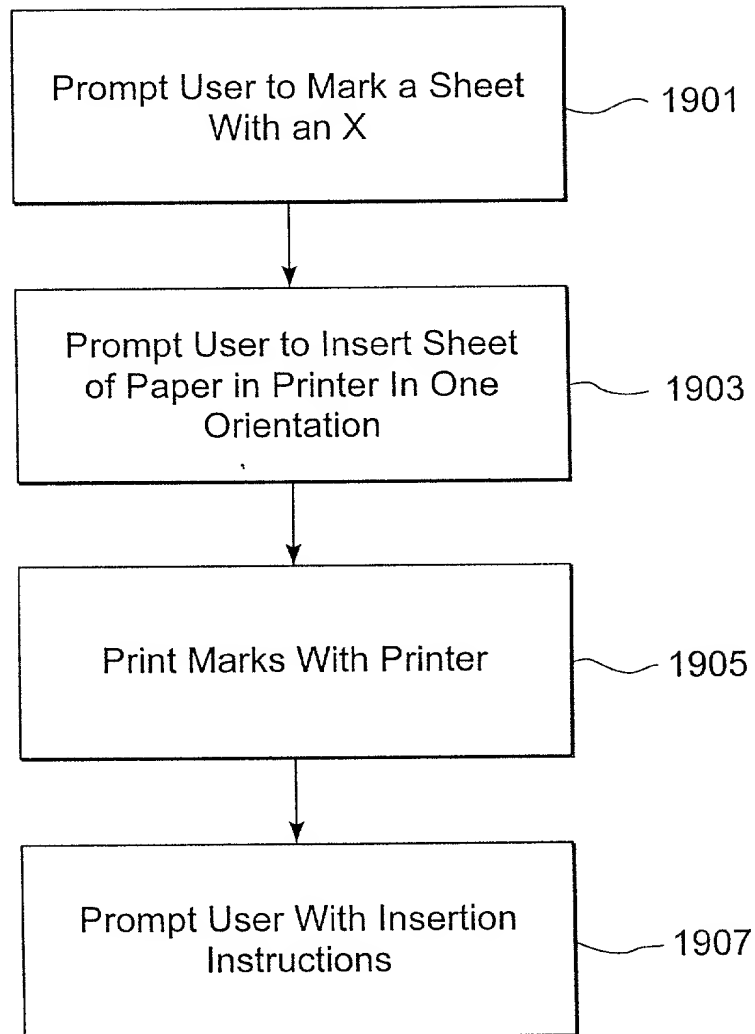 Prompt User to Mark a Sheet
With an X
1901
Prompt User to Insert Sheet
of Paper in Printer In One
Orientation
1903
Print Marks With Printer
1905
Prompt User With Insertion
Instructions
1907